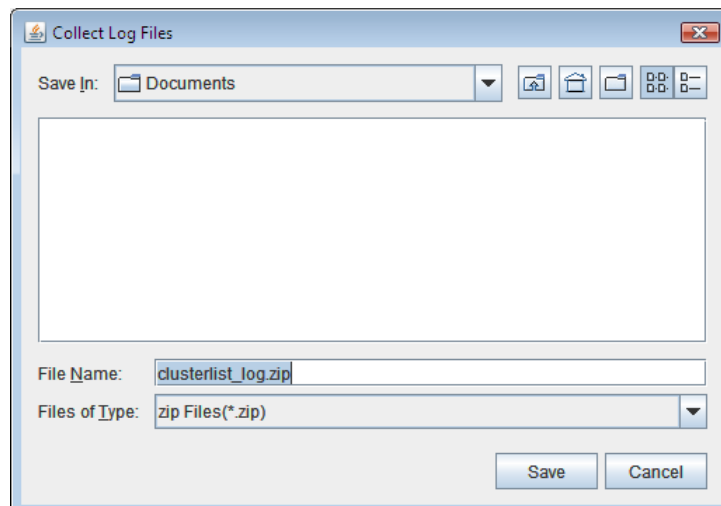 Collect Log Files
Save In: Documents
File Name: clusterlist_log.zip
Files of Type: zip Files(*.zip)
Save Cancel